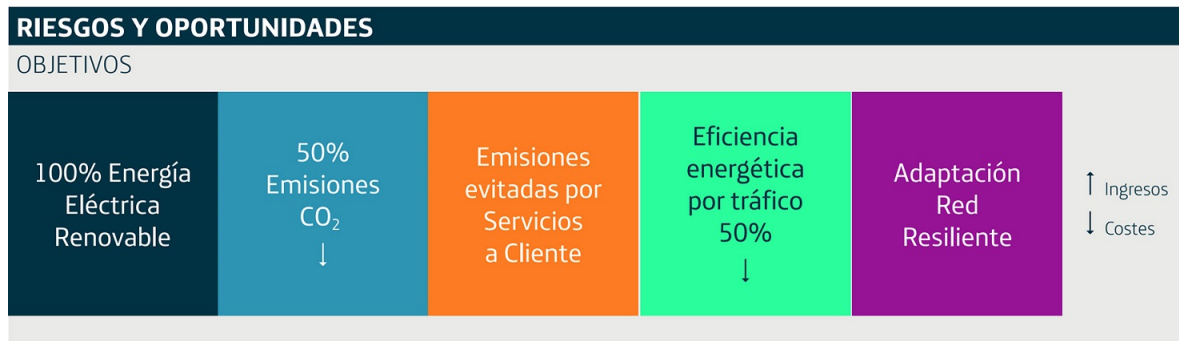 RIESGOS Y OPORTUNIDADES
OBJETIVOS
100% Energía
Eléctrica
Renovable
50%
Emisiones
CO₂
↓
Emisiones
evitadas por
Servicios
a Cliente
Eficiencia
energética
por tráfico
50%
↓
Adaptación
Red
Resiliente
↑ Ingresos
↓ Costes